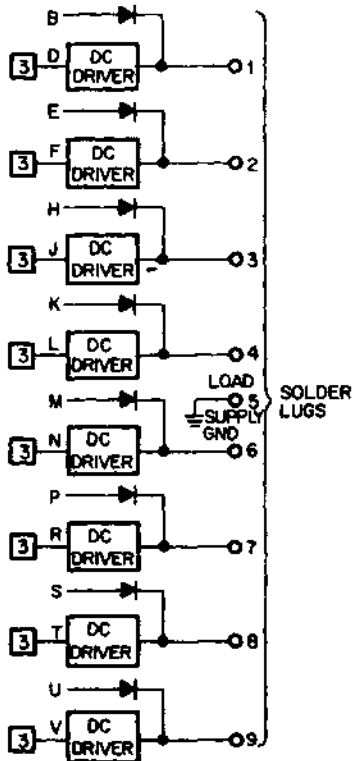 B
3 D DC DRIVER 1
E
3 F DC DRIVER 2
H
3 J DC DRIVER 3
K
3 L DC DRIVER 4
LOAD
5
SUPPLY
GND
SOLDER
LUGS
M
3 N DC DRIVER 6
P
3 R DC DRIVER 7
S
3 T DC DRIVER 8
U
3 V DC DRIVER 9